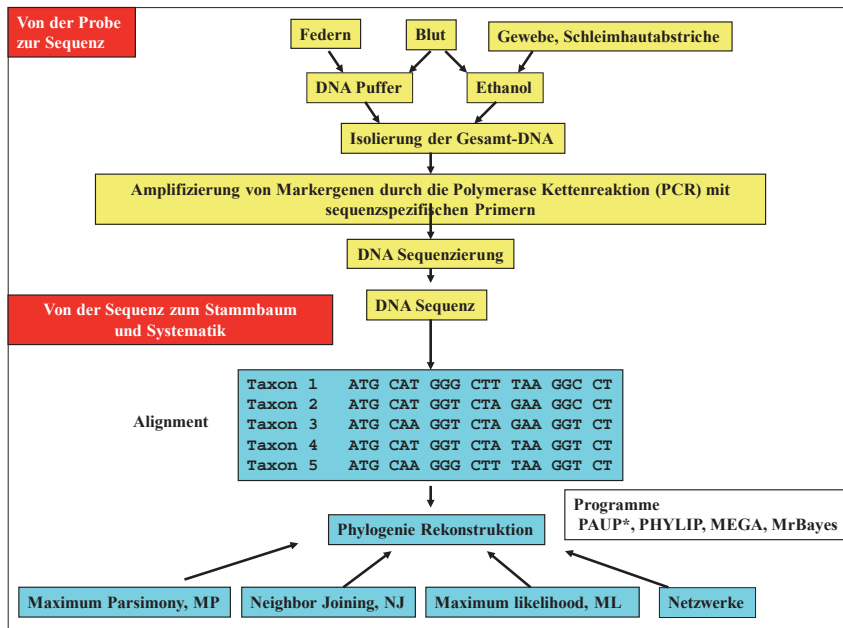 Von der Probe
zur Sequenz
Federn
Blut
Gewebe, Schleimhautabstriche
DNA Puffer
Ethanol
Isolierung der Gesamt-DNA
Amplifizierung von Markergenen durch die Polymerase Kettenreaktion (PCR) mit
sequenzspezifischen Primern
DNA Sequenzierung
Von der Sequenz zum Stammbaum
und Systematik
DNA Sequenz
Alignment
Taxon 1 ATG CAT GGG CTT TAA GGC CT
Taxon 2 ATG CAT GGT CTA GAA GGC CT
Taxon 3 ATG CAA GGT CTA GAA GGT CT
Taxon 4 ATG CAT GGT CTA TAA GGT CT
Taxon 5 ATG CAA GGG CTT TAA GGT CT
Phylogenie Rekonstruktion
Programme
PAUP*, PHYLIP, MEGA, MrBayes
Maximum Parsimony, MP
Neighbor Joining, NJ
Maximum likelihood, ML
Netzwerke